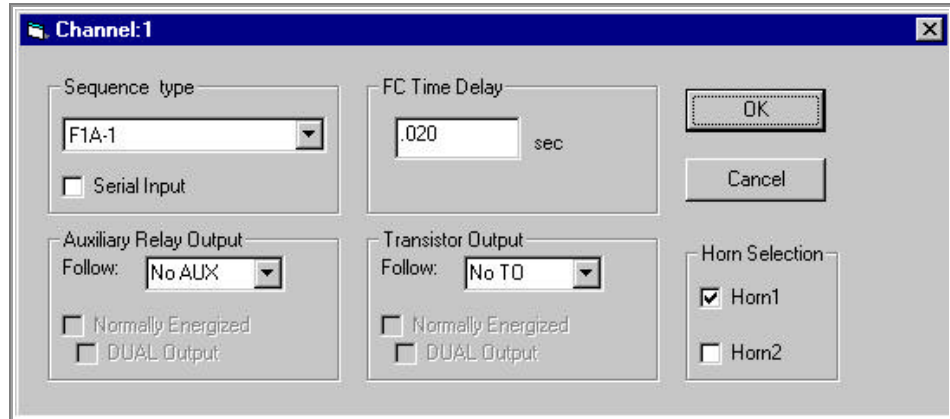 Channel:1
Sequence type
F1A-1
Serial Input
FC Time Delay
.020
sec
OK
Cancel
Auxiliary Relay Output
Follow:
No AUX
Normally Energized
DUAL Output
Transistor Output
Follow:
No TO
Normally Energized
DUAL Output
Horn Selection
Horn1
Horn2